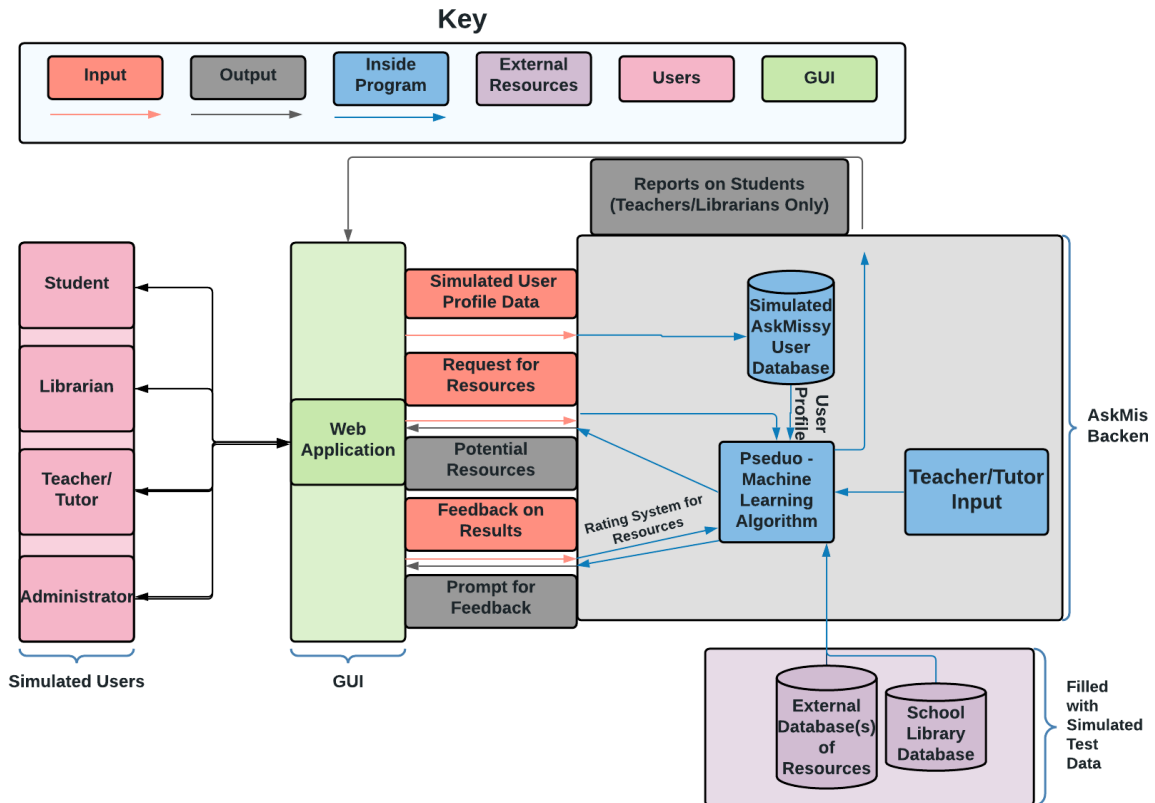 Key
Input
Output
Inside
Program
External
Resources
Users
GUI
Reports on Students
(Teachers/Librarians Only)
Student
Librarian
Teacher/
Tutor
Administrator
Simulated Users
Web
Application
GUI
Simulated User
Profile Data
Request for
Resources
Potential
Resources
Feedback on
Results
Prompt for
Feedback
Simulated
AskMissy
User
Database
User
Profile
Pseduo -
Machine
Learning
Algorithm
Rating System for
Resources
Teacher/Tutor
Input
AskMis
Backen
External
Database(s)
of
Resources
School
Library
Database
Filled
with
Simulated
Test
Data